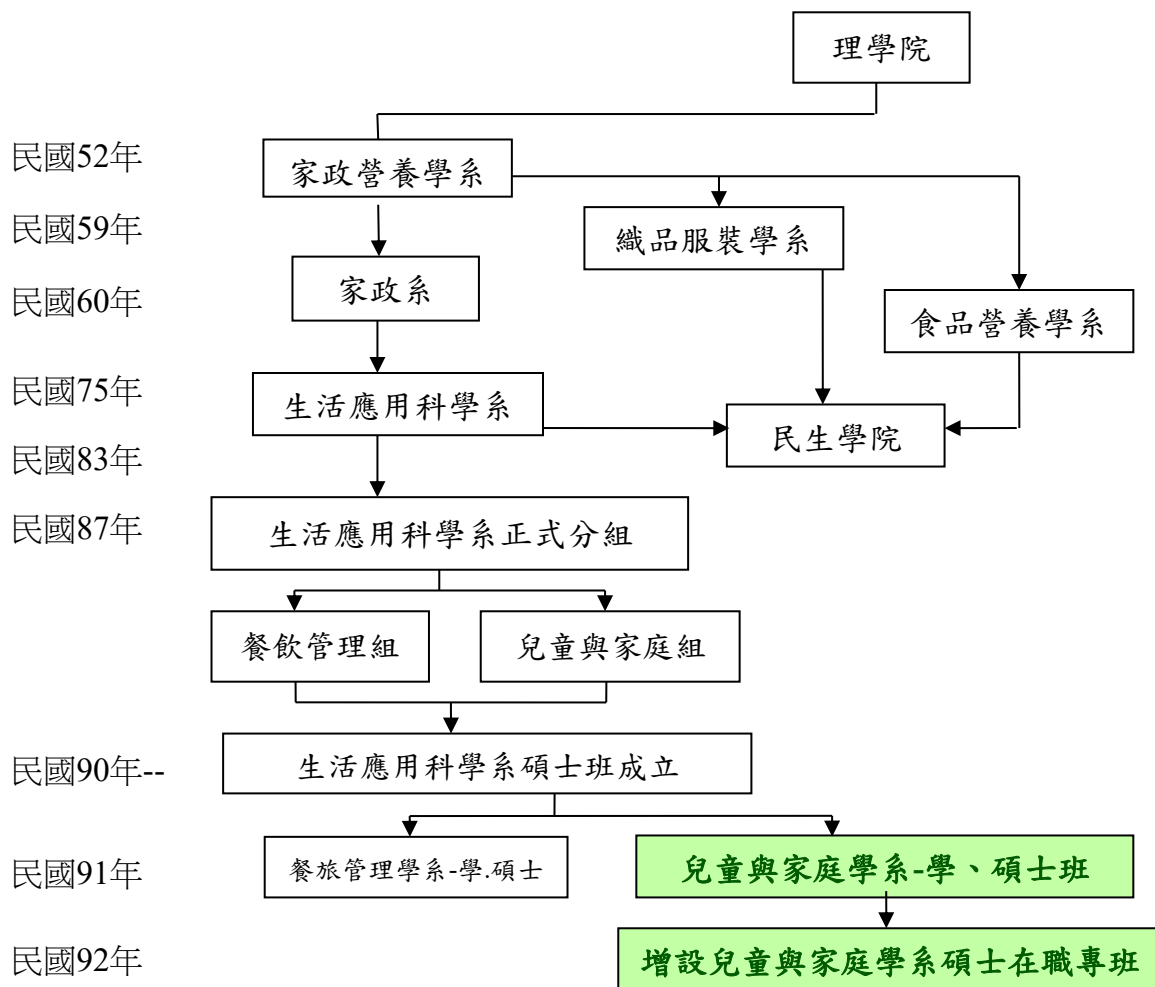 理學院
民國52年
家政營養學系
民國59年
織品服裝學系
家政系
民國60年
食品營養學系
民國75年
生活應用科學系
民國83年
民生學院
民國87年
生活應用科學系正式分組
餐飲管理組
兒童與家庭組
民國90年--
生活應用科學系碩士班成立
民國91年
餐旅管理學系-學.碩士
兒童與家庭學系-學、碩士班
民國92年
增設兒童與家庭學系碩士在職專班